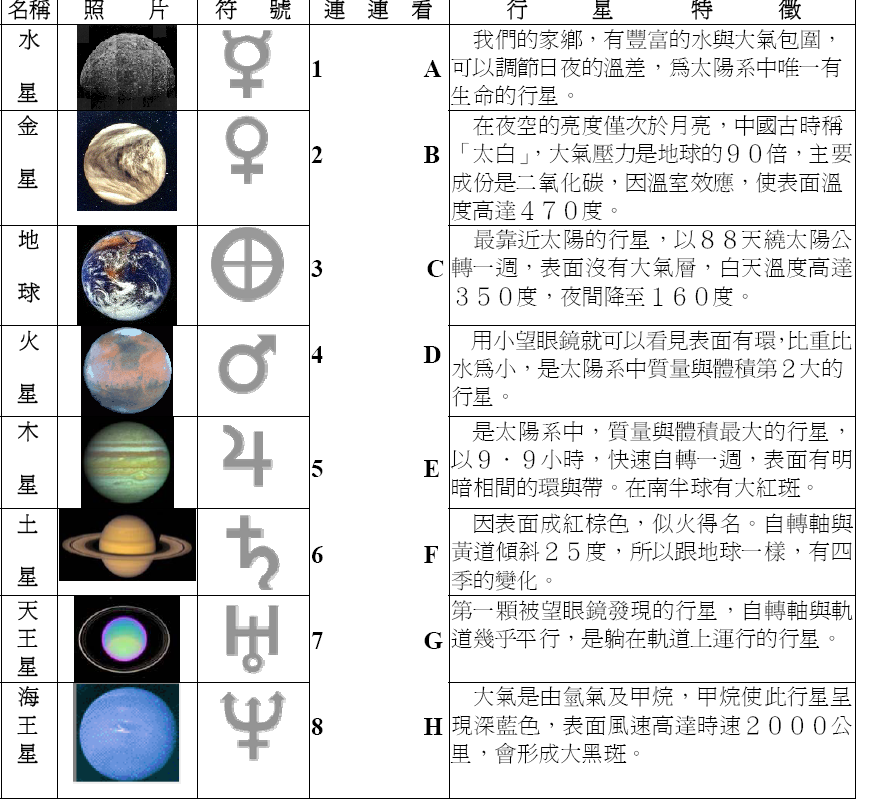 名稱 照 片 符 號 連 連 看 行 星 特 徵
水星 1 A 我們的家鄉，有豐富的水與大氣包圍，
可以調節日夜的溫差，為太陽系中唯一有
生命的行星。
金星 2 B 在夜空的亮度僅次於月亮，中國古時稱
「太白」，大氣壓力是地球的９０倍，主要
成份是二氧化碳，因溫室效應，使表面溫
度高達４７０度。
地球 3 C 最靠近太陽的行星，以８８天繞太陽公
轉一週，表面沒有大氣層，白天溫度高達
３５０度，夜間降至１６０度。
火星 4 D 用小望眼鏡就可以看見表面有環，比重比
水為小，是太陽系中質量與體積第２大的
行星。
木星 5 E 是太陽系中，質量與體積最大的行星，
以９．９小時，快速自轉一週，表面有明
暗相間的環與帶。在南半球有大紅斑。
土星 6 F 因表面成紅棕色，似火得名。自轉軸與
黃道傾斜２５度，所以跟地球一樣，有四
季的變化。
天王星 7 G 第一顆被望眼鏡發現的行星，自轉軸與軌
道幾乎平行，是躺在軌道上運行的行星。
海王星 8 H 大氣是由氫氣及甲烷，甲烷使此行星呈
現深藍色，表面風速高達時速２０００公
里，會形成大黑斑。